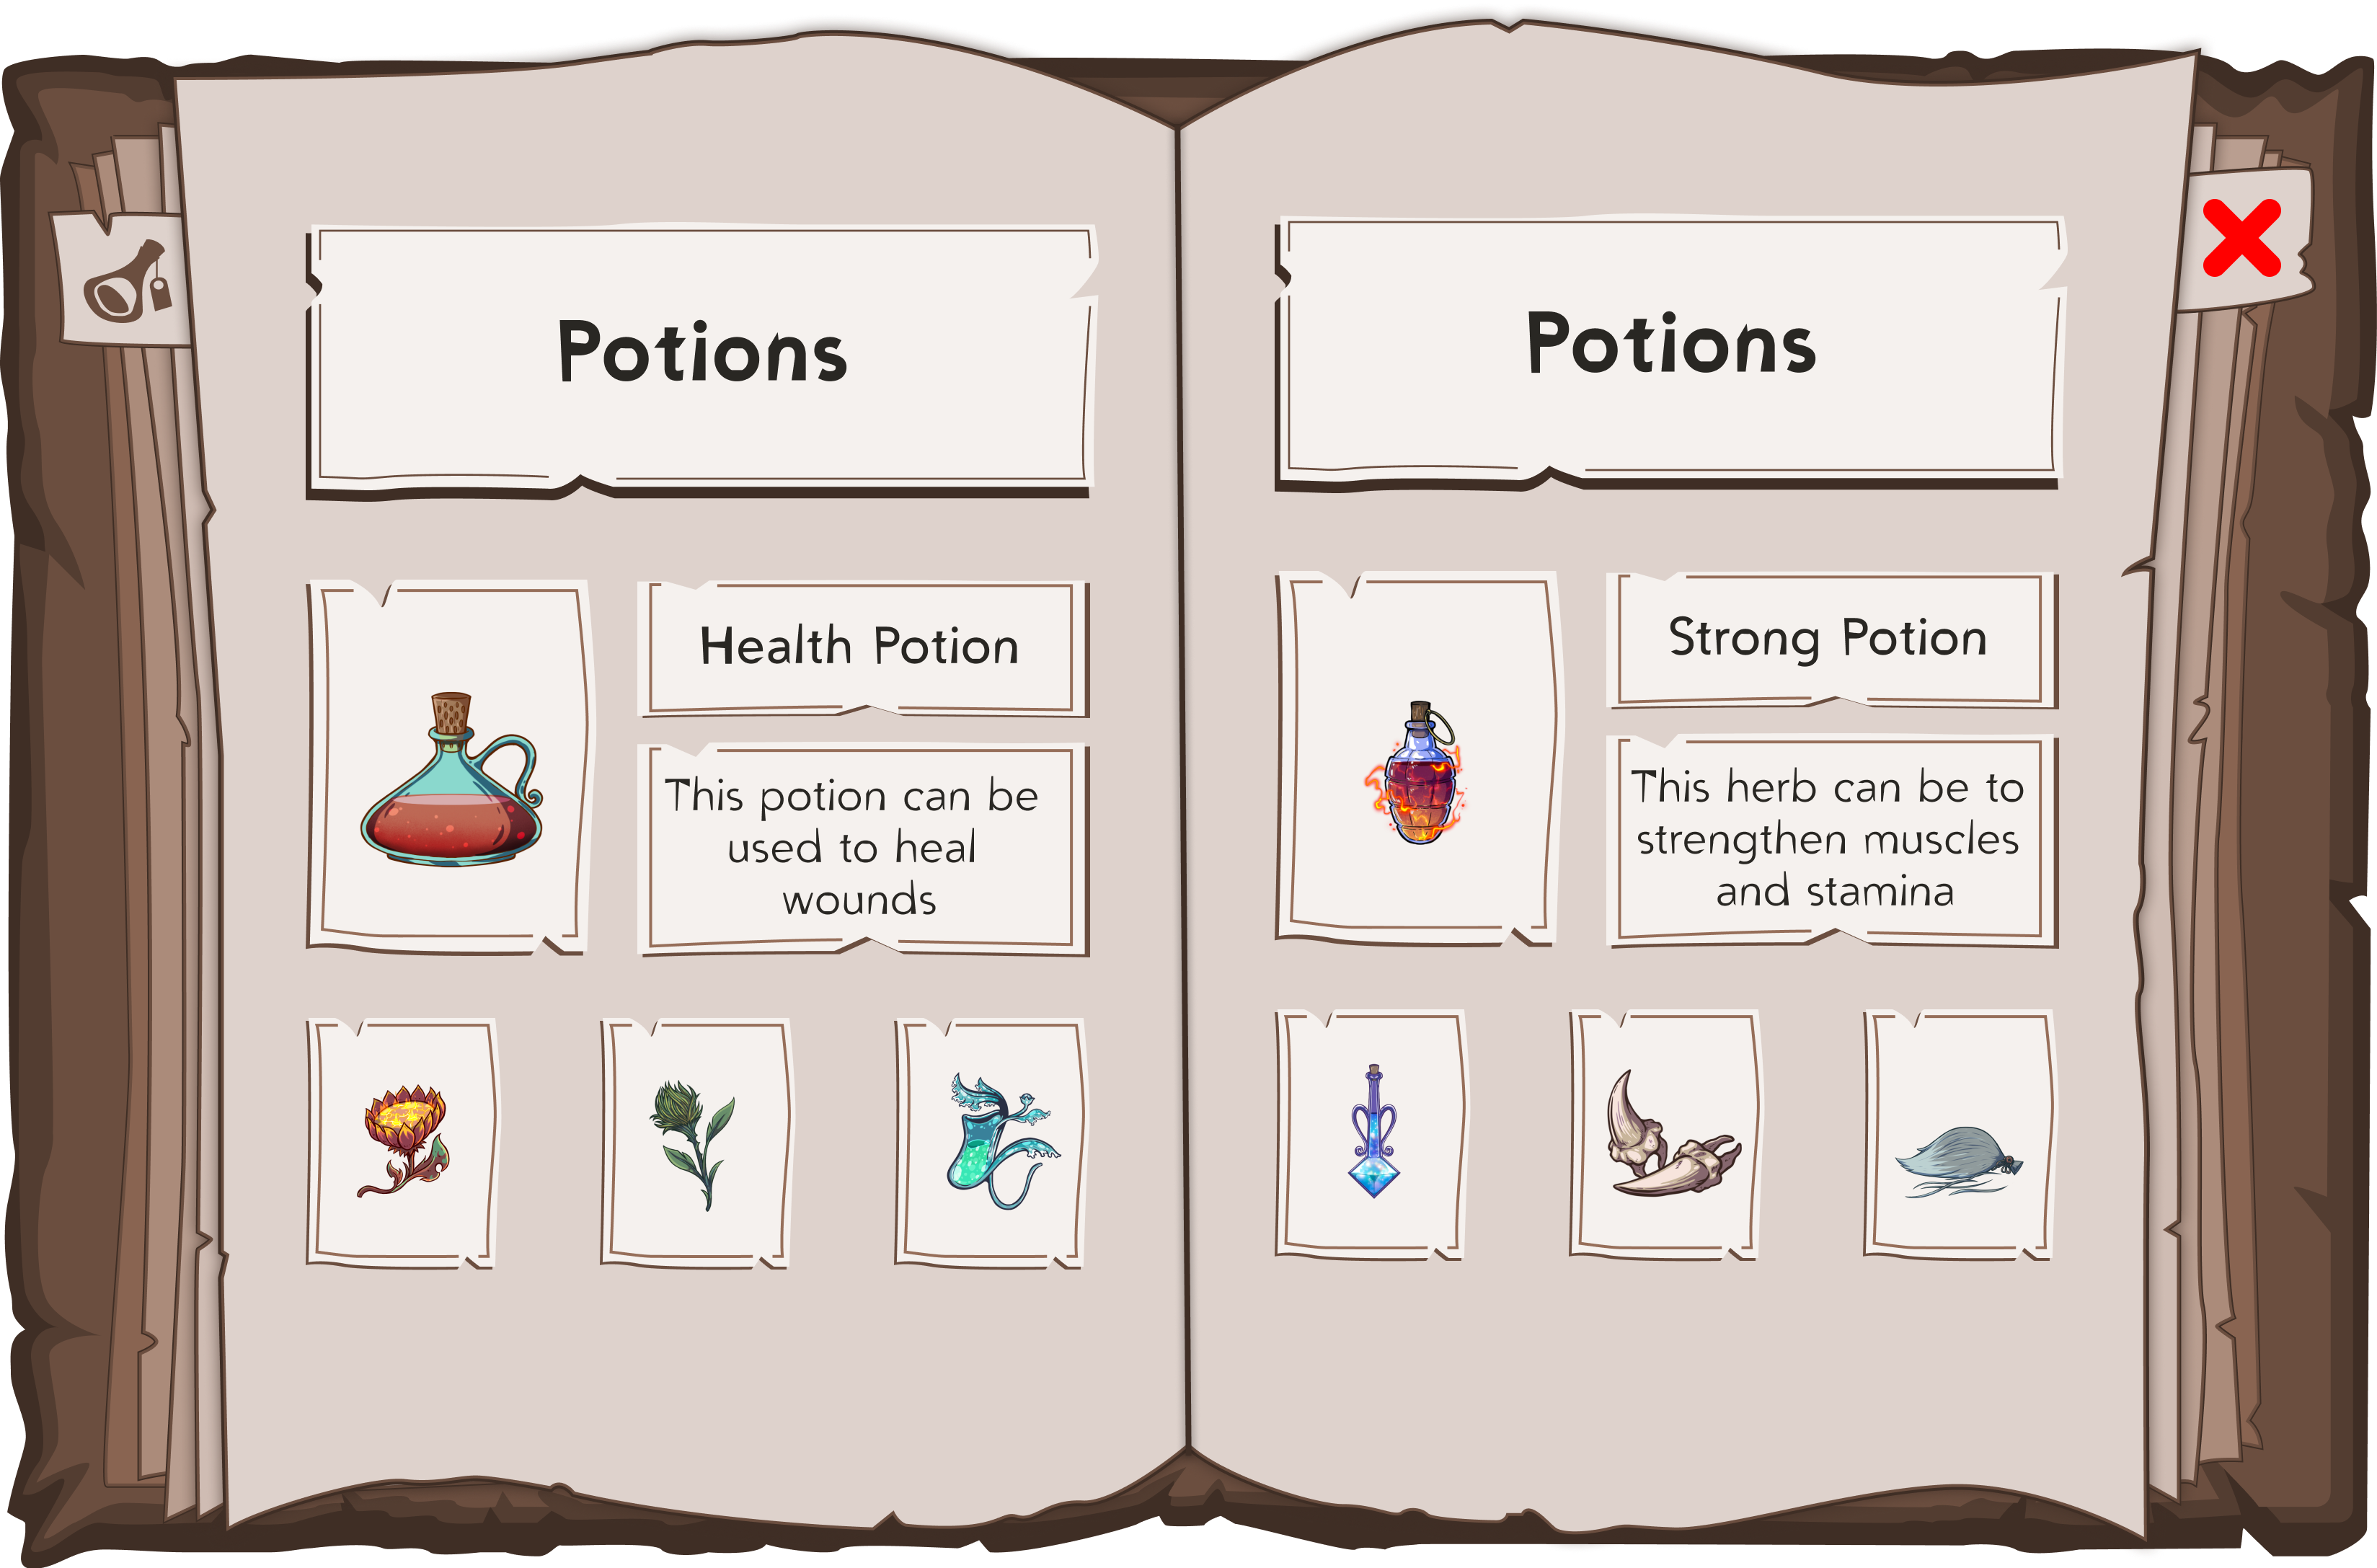 Potions
Health Potion
This potion can be
used to heal
wounds
Potions
Strong Potion
This herb can be to
strengthen muscles
and stamina